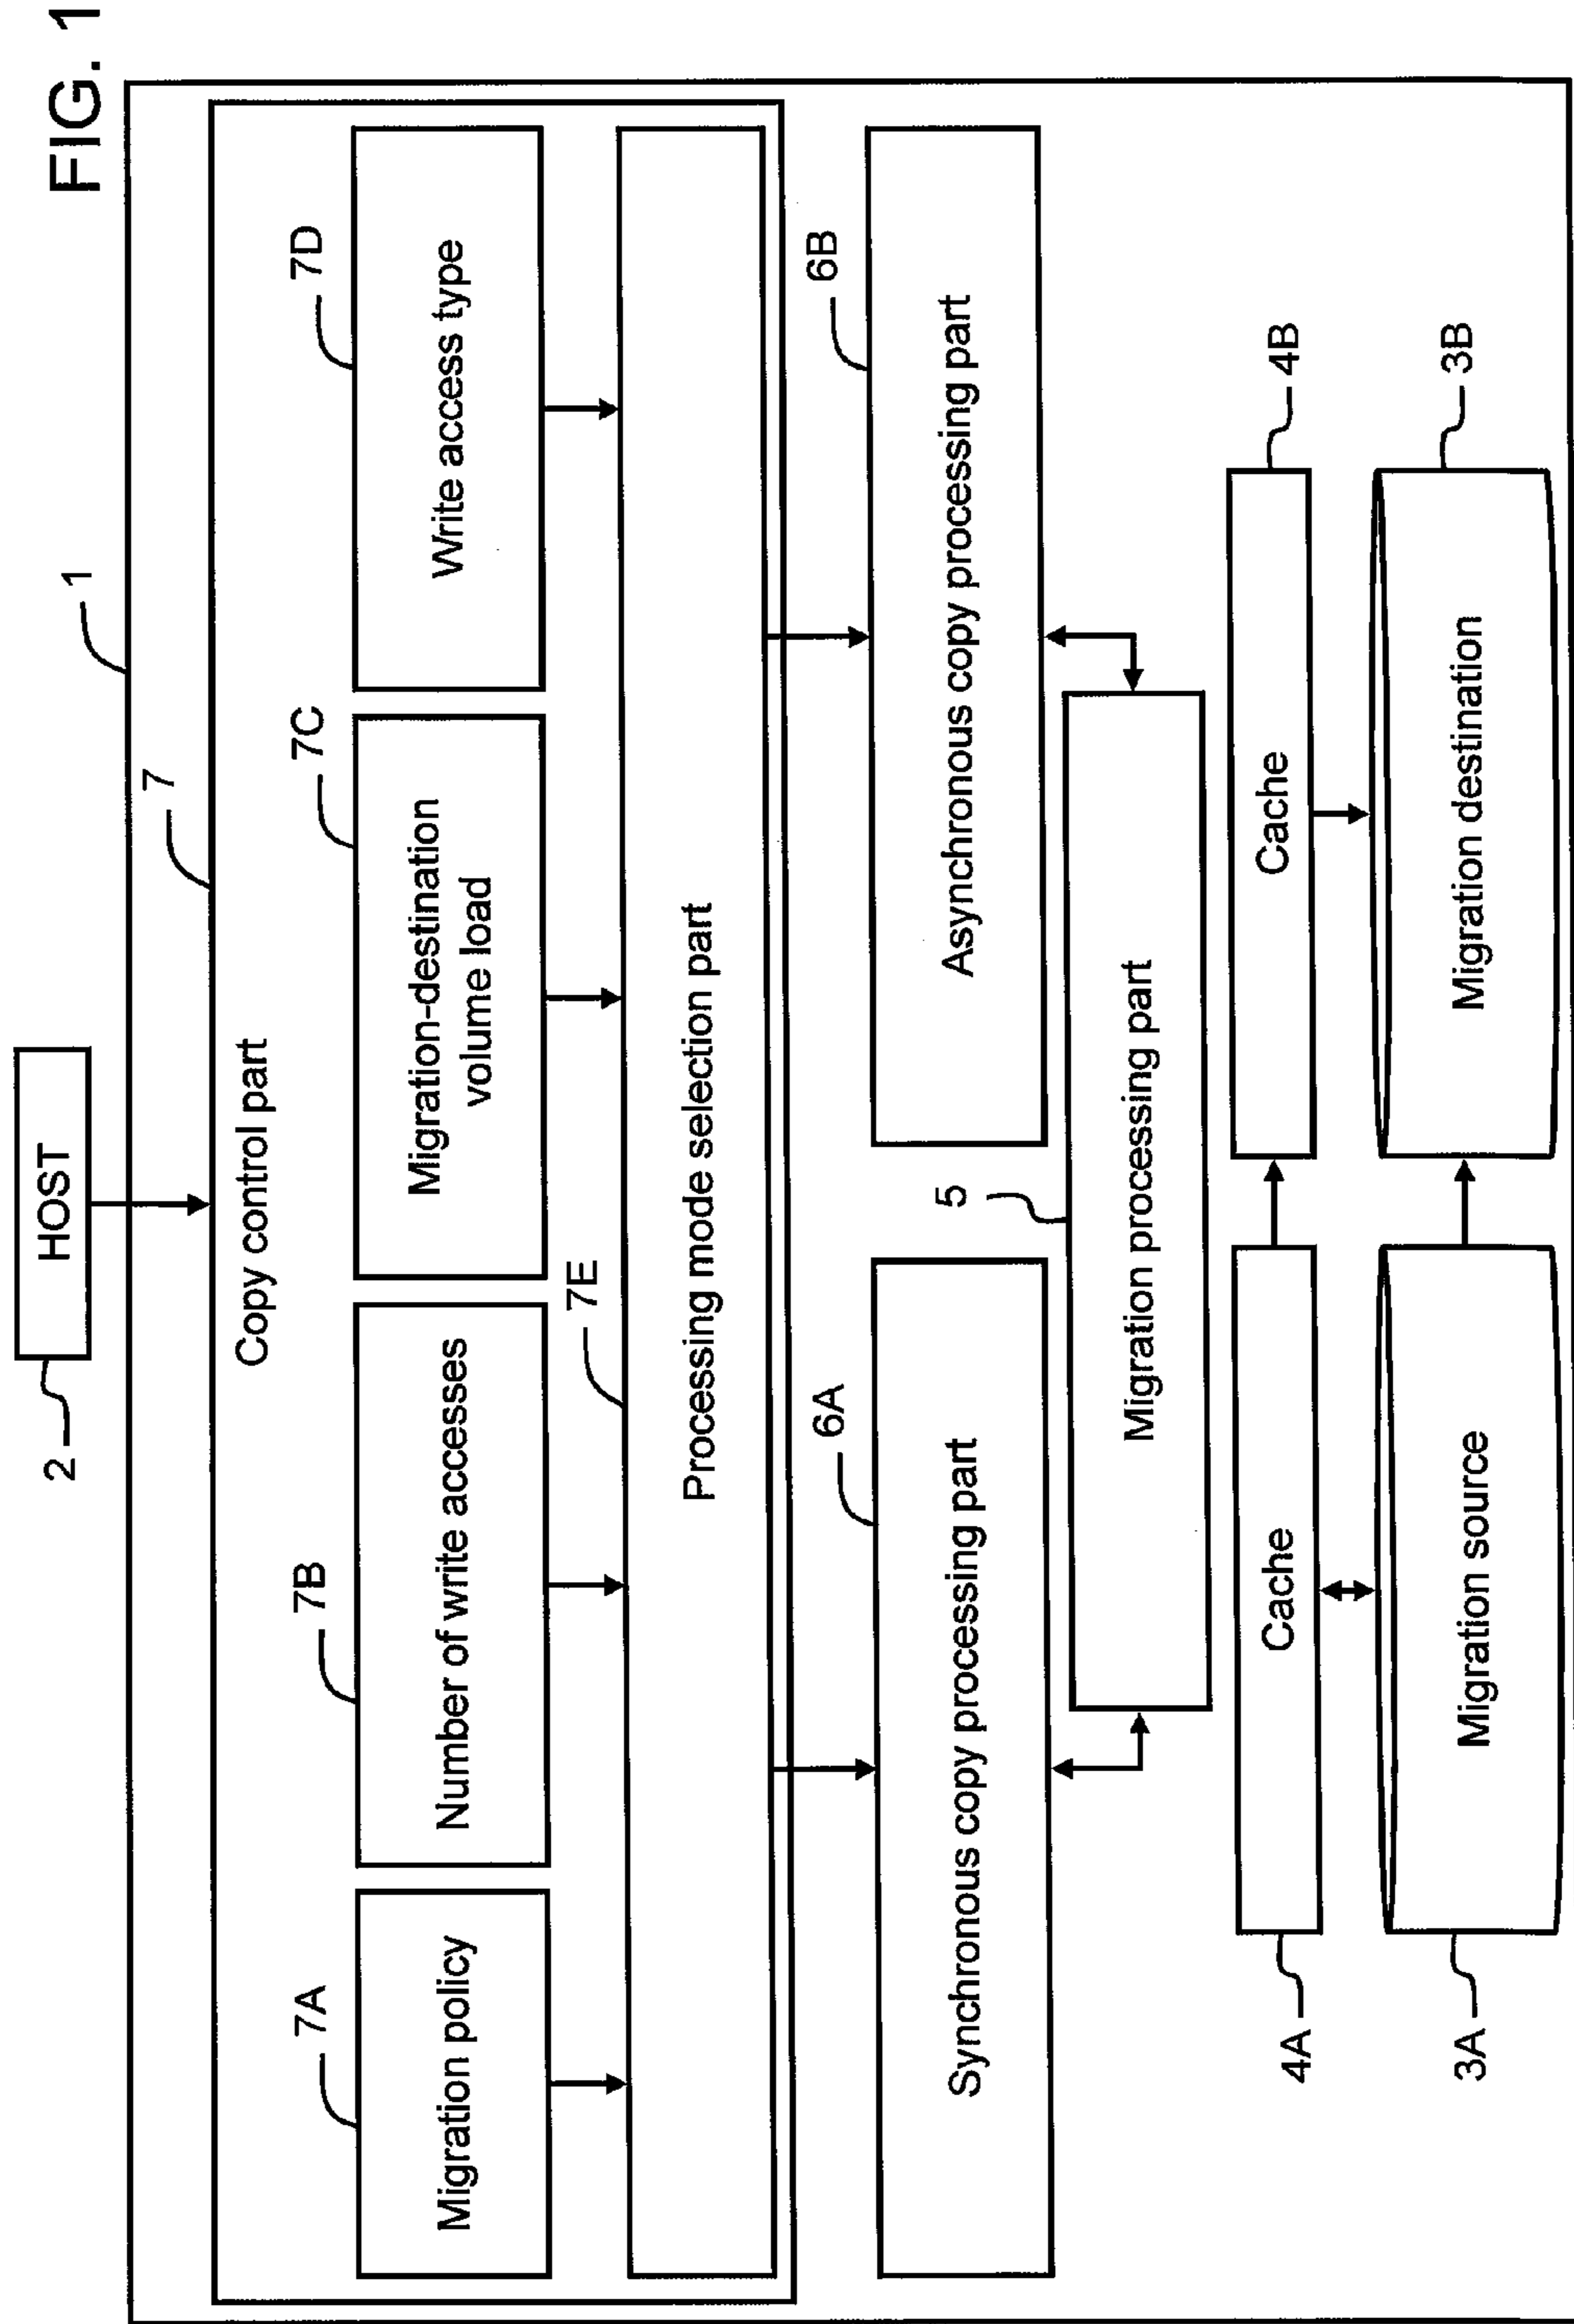 FIG. 1
HOST
2
1
7
Copy control part
7A
7B
7C
7D
Migration policy
Number of write accesses
Migration-destination
volume load
Write access type
7E
Processing mode selection part
6A
6B
Synchronous copy processing part
Asynchronous copy processing part
5
Migration processing part
4A
Cache
Cache
4B
3A
Migration source
Migration destination
3B